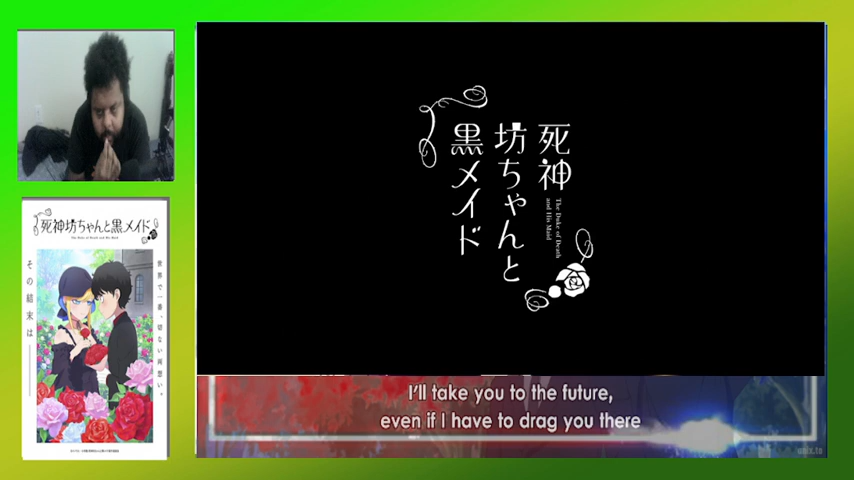 死神
坊ちゃんと
黒メイド
The Duke of Death
and His Maid
死神坊ちゃんと黒メイド
The Duke of Death and His Maid
世界で一番、切ない両想い。
その結末は
I'll take you to the future,
even if I have to drag you there